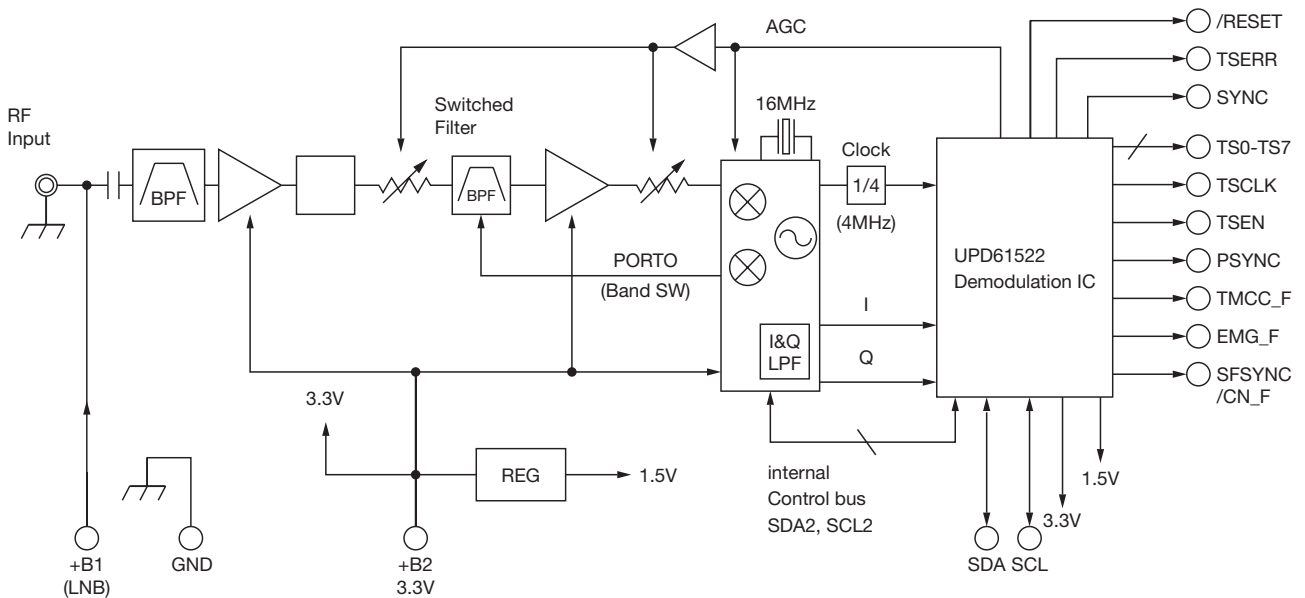 /RESET
AGC
TSERR
RF
Input
Switched
Filter
16MHz
SYNC
Clock
TS0-TS7
BPF
BPF
1/4
TSCLK
(4MHz)
TSEN
PORTO
(Band SW)
UPD61522
Demodulation IC
PSYNC
TMCC_F
I
I&Q
LPF
Q
EMG_F
SFSYNC
/CN_F
3.3V
REG
1.5V
internal
Control bus
SDA2, SCL2
1.5V
3.3V
+B1
(LNB)
GND
+B2
3.3V
SDA SCL